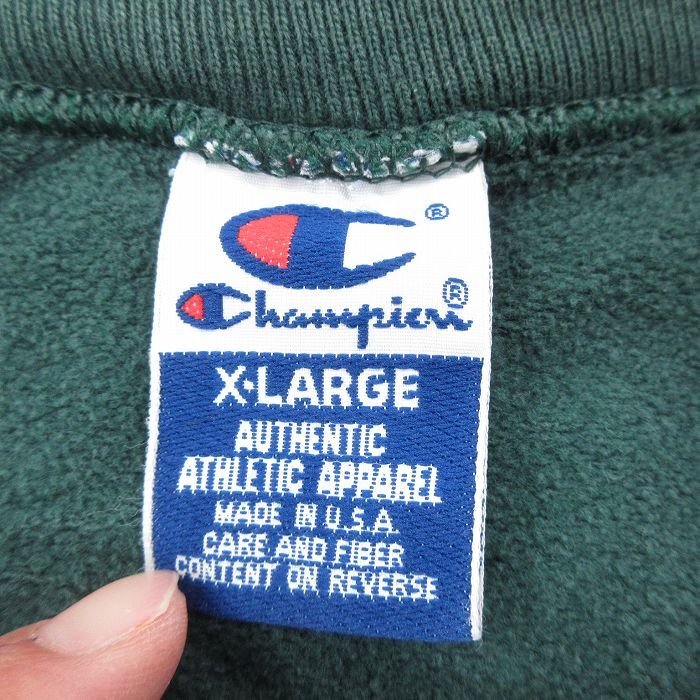 ®
Champion ®
X·LARGE
AUTHENTIC
ATHLETIC APPAREL
MADE IN U.S.A
CARE AND FIBER
CONTENT ON REVERSE